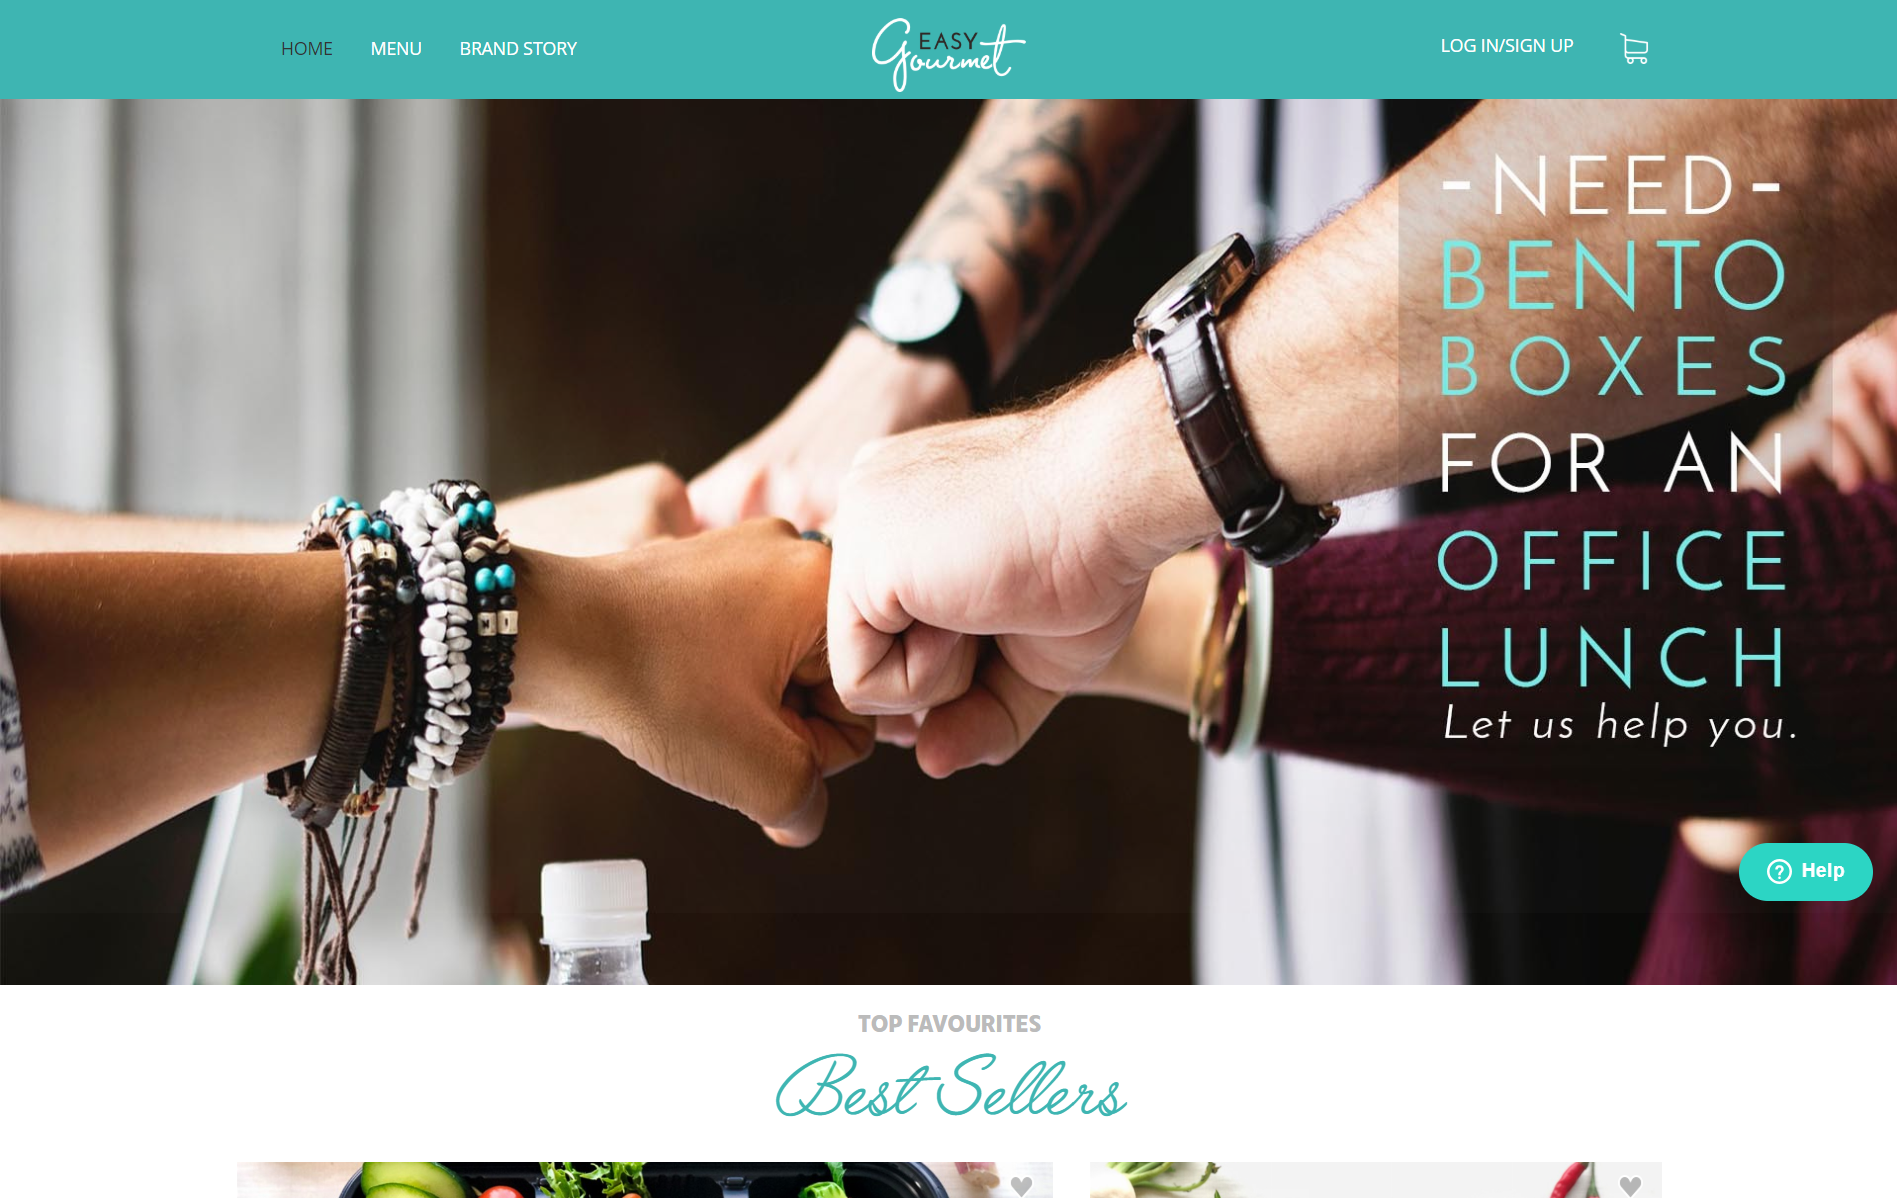 HOME MENU BRAND STORY
EASY
Gourmet
LOG IN/SIGN UP
-NEED-
BENTO
BOXES
FOR AN
OFFICE
LUNCH
Let us help you.
Help
TOP FAVOURITES
Best Sellers